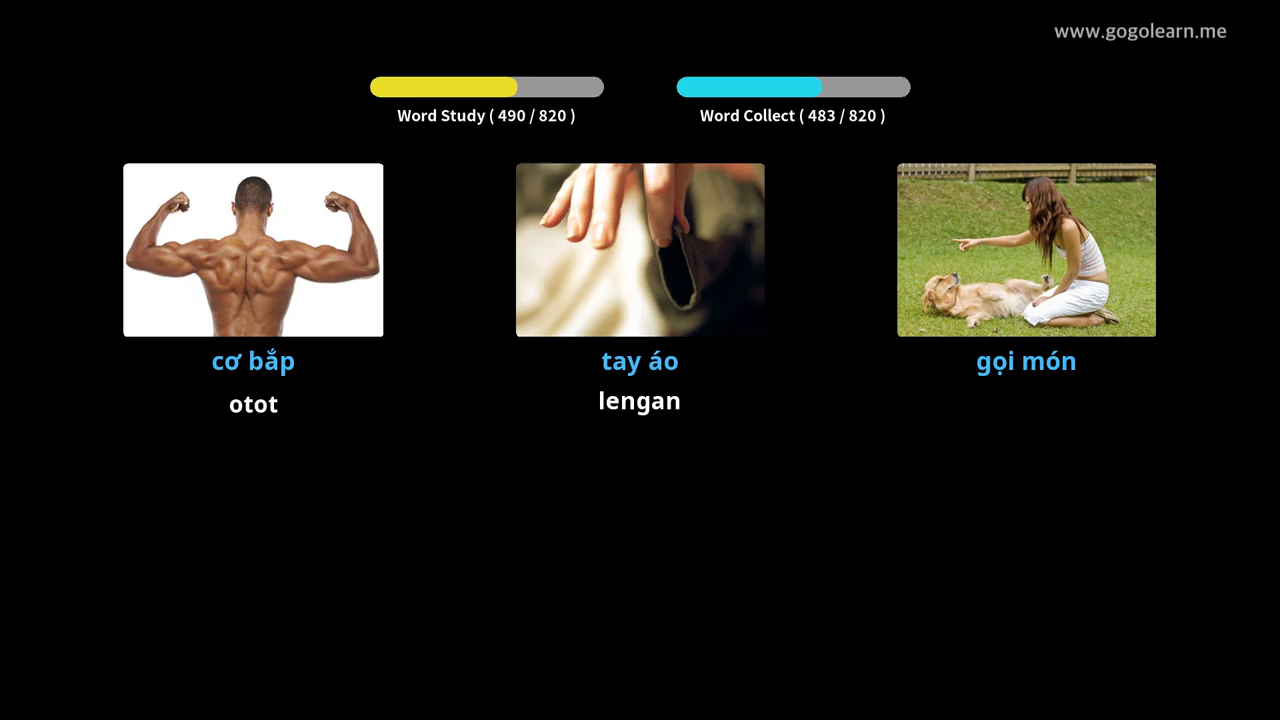 www.gogolearn.me
Word Study ( 490 / 820 )
Word Collect ( 483 / 820 )
cơ bắp
tay áo
gọi món
otot
lengan